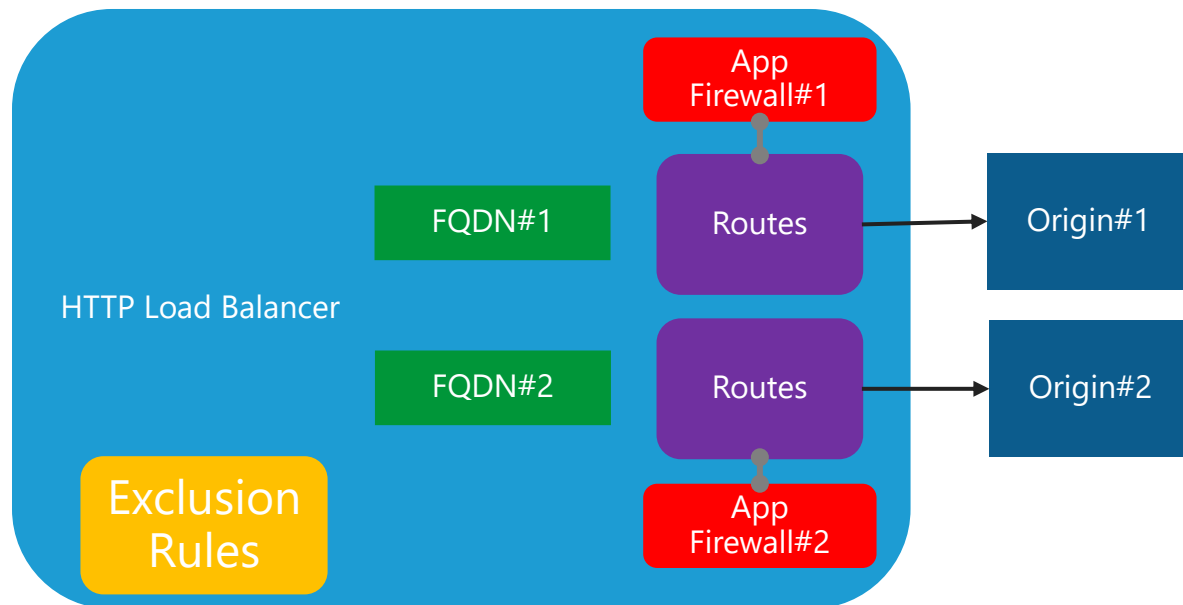 App
Firewall#1
FQDN#1
Routes
Origin#1
HTTP Load Balancer
FQDN#2
Routes
Origin#2
Exclusion
Rules
App
Firewall#2